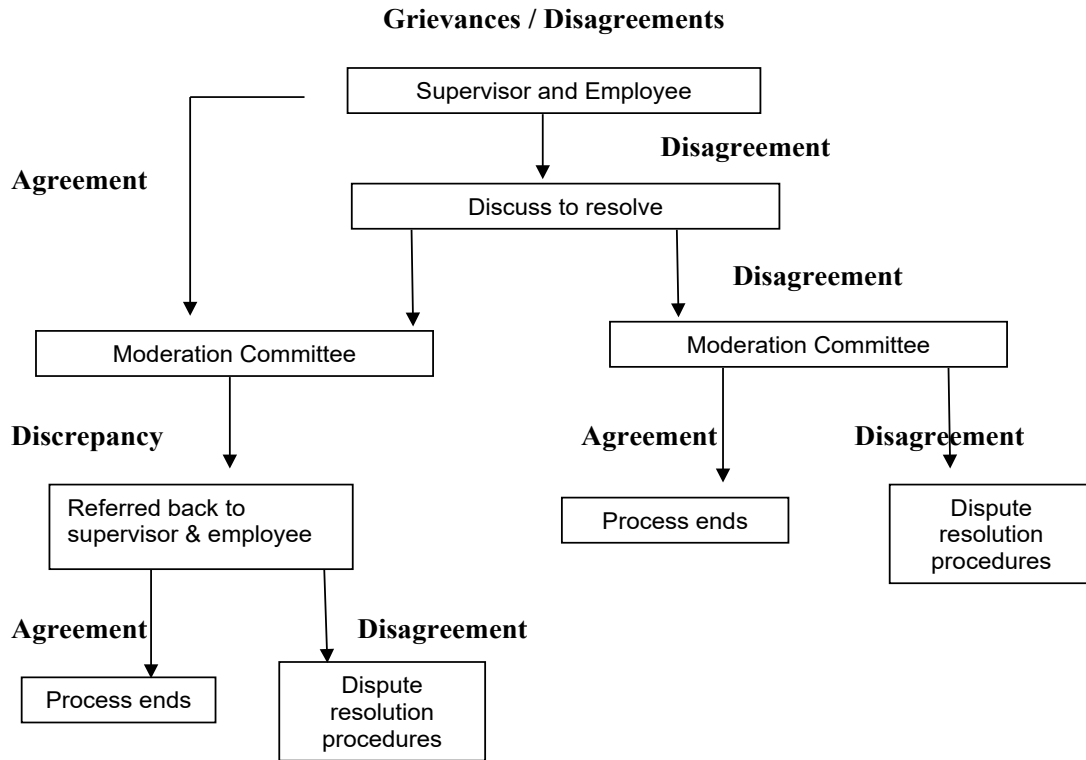 Grievances / Disagreements
Supervisor and Employee
Disagreement
Agreement
Discuss to resolve
Disagreement
Moderation Committee
Moderation Committee
Discrepancy
Agreement
Disagreement
Referred back to
supervisor & employee
Process ends
Dispute
resolution
procedures
Agreement
Disagreement
Process ends
Dispute
resolution
procedures